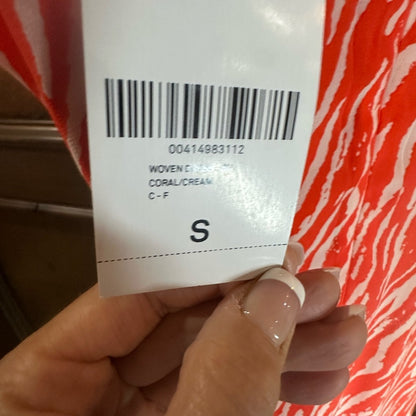 00414983112
WOVEN
CORAL/CREAM
C - F
S